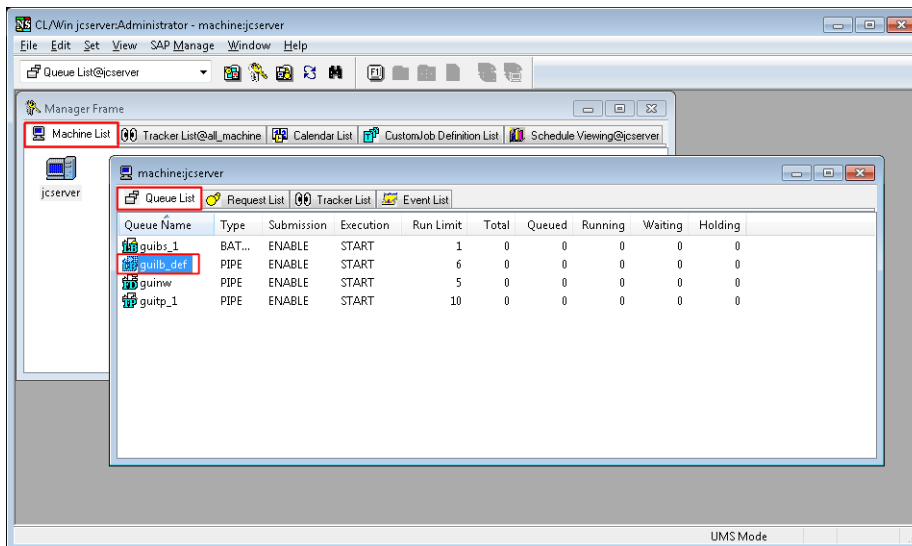 CL/Win jcserver:Administrator - machine:jcserver
File Edit Set View SAP Manage Window Help
Queue List@jcserver
Manager Frame
Machine List Tracker List@all_machine Calendar List CustomJob Definition List Schedule Viewing@jcserver
jcserver
machine:jcserver
Queue List Request List Tracker List Event List
Queue Name Type Submission Execution Run Limit Total Queued Running Waiting Holding
guibs_1 BAT... ENABLE START 1 0 0 0 0 0
guilb_def PIPE ENABLE START 6 0 0 0 0 0
guinw PIPE ENABLE START 5 0 0 0 0 0
guitp_1 PIPE ENABLE START 10 0 0 0 0 0
UMS Mode